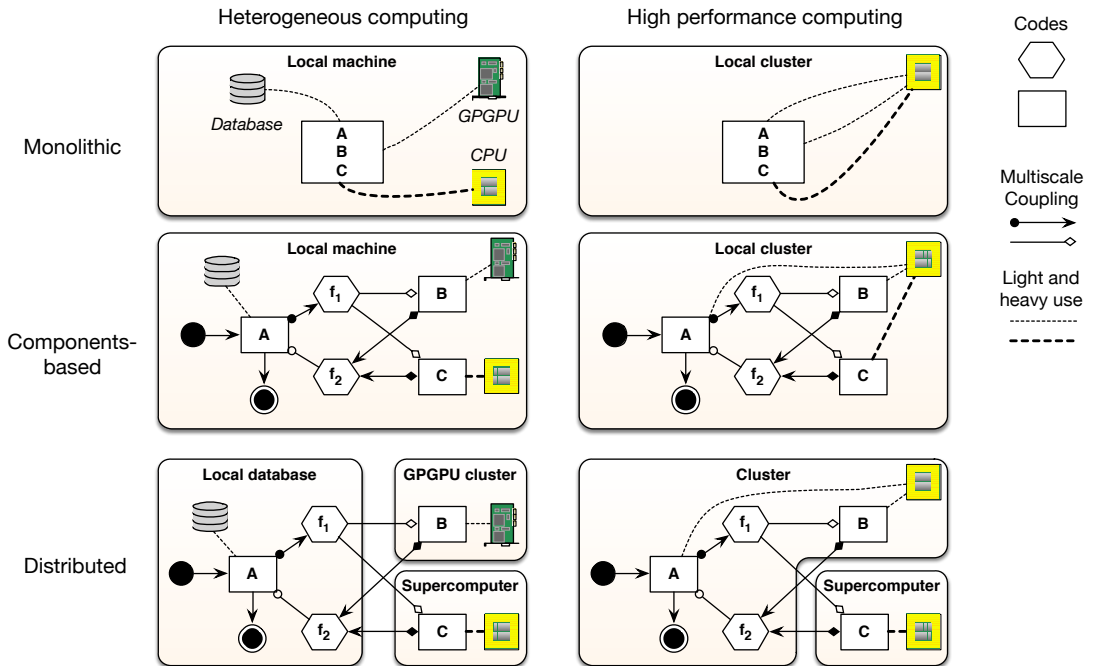 Heterogeneous computing
High performance computing
Codes
Multiscale
Coupling
Light and
heavy use
Monolithic
Local machine
Database
GPGPU
CPU
A
B
C
Local cluster
A
B
C
Components-
based
Local machine
f1
B
A
f2
C
Local cluster
f1
B
A
f2
C
Distributed
Local database
GPGPU cluster
f1
B
A
Supercomputer
f2
C
Cluster
f1
B
A
Supercomputer
f2
C